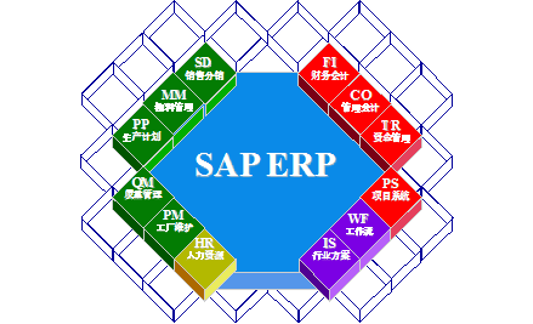 SD
销售分销
MM
物料管理
PP
生产计划
QM
质量管理
PM
工厂维护
HR
人力资源
SAP ERP
FI
财务会计
CO
管理会计
TR
资金管理
PS
项目系统
WF
工作流
IS
行业方案